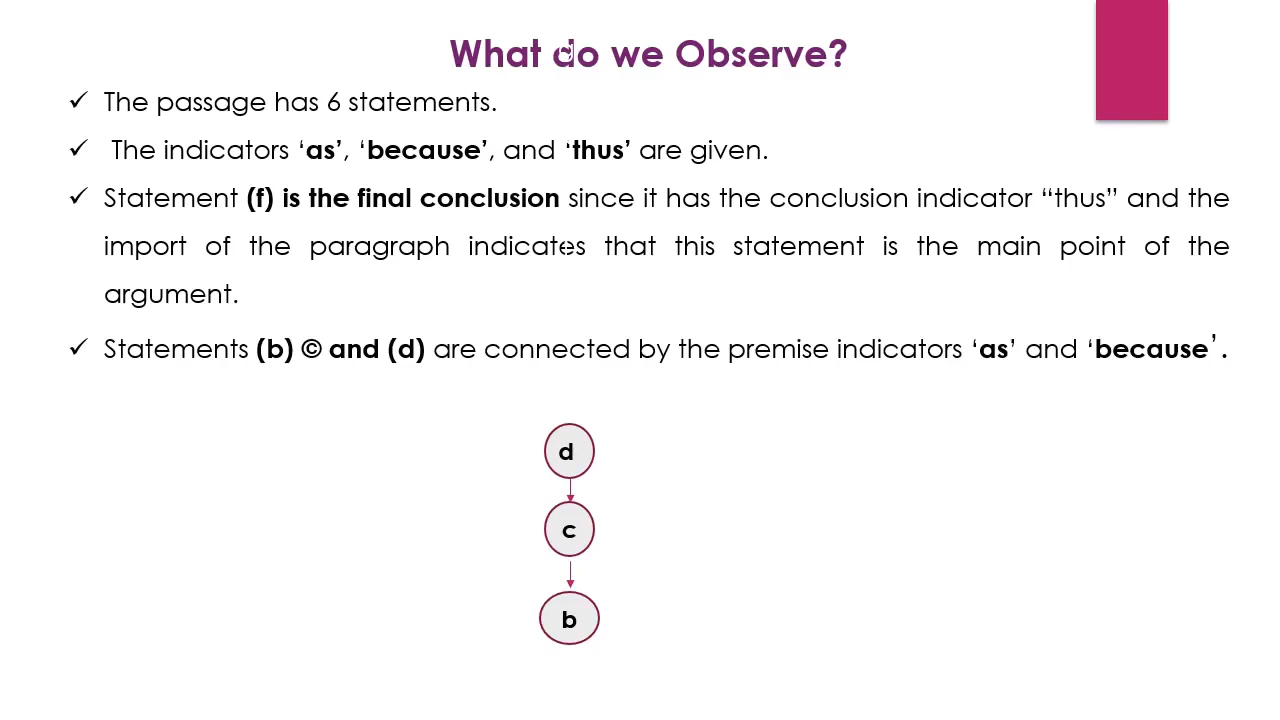 What do we Observe?
✓ The passage has 6 statements.
✓ The indicators ‘as’, ‘because’, and ‘thus’ are given.
✓ Statement (f) is the final conclusion since it has the conclusion indicator “thus” and the
import of the paragraph indicates that this statement is the main point of the
argument.
✓ Statements (b) © and (d) are connected by the premise indicators ‘as’ and ‘because’.
d
c
b